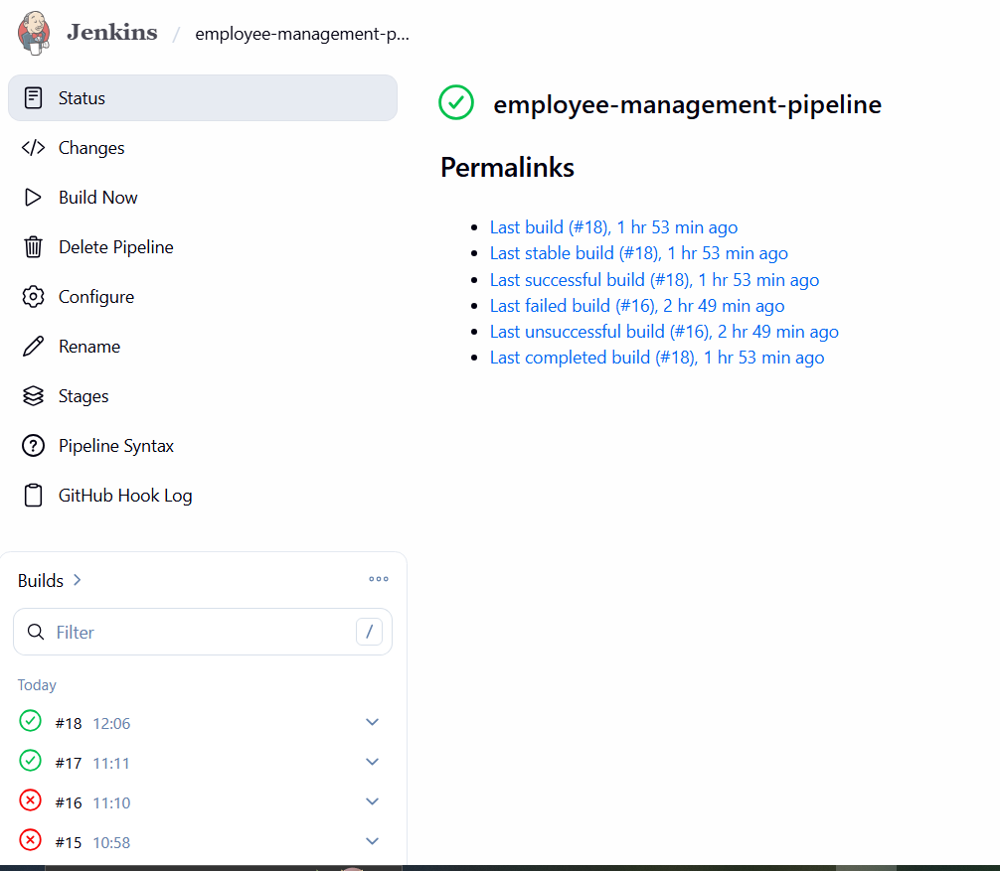 Jenkins / employee-management-p...
Status
Changes
Build Now
Delete Pipeline
Configure
Rename
Stages
Pipeline Syntax
GitHub Hook Log
employee-management-pipeline
Permalinks
Last build (#18), 1 hr 53 min ago
Last stable build (#18), 1 hr 53 min ago
Last successful build (#18), 1 hr 53 min ago
Last failed build (#16), 2 hr 49 min ago
Last unsuccessful build (#16), 2 hr 49 min ago
Last completed build (#18), 1 hr 53 min ago
Builds
Filter /
Today
#18 12:06
#17 11:11
#16 11:10
#15 10:58